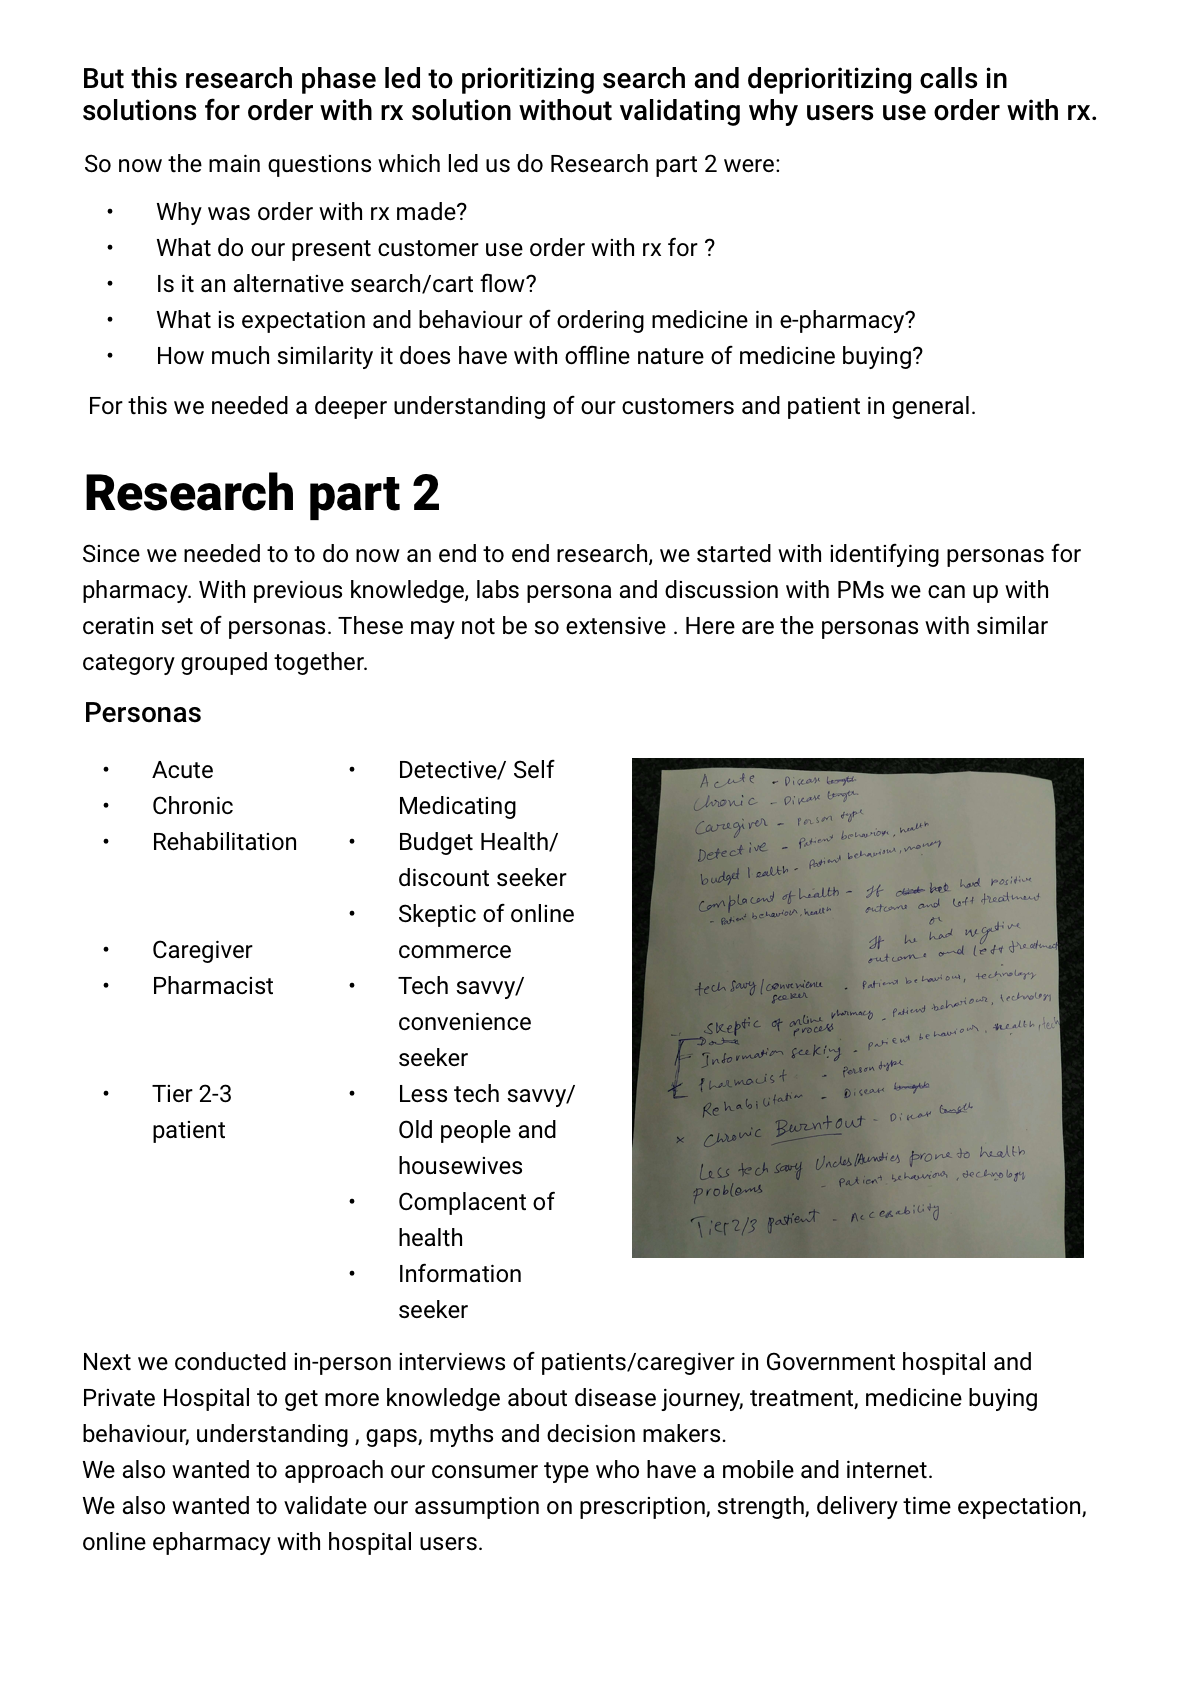 But this research phase led to prioritizing search and deprioritizing calls in
solutions for order with rx solution without validating why users use order with rx.
So now the main questions which led us do Research part 2 were:
• Why was order with rx made?
• What do our present customer use order with rx for ?
• Is it an alternative search/cart flow?
• What is expectation and behaviour of ordering medicine in e-pharmacy?
• How much similarity it does have with offline nature of medicine buying?
For this we needed a deeper understanding of our customers and patient in general.
Research part 2
Since we needed to to do now an end to end research, we started with identifying personas for
pharmacy. With previous knowledge, labs persona and discussion with PMs we can up with
ceratin set of personas. These may not be so extensive . Here are the personas with similar
category grouped together.
Personas
• Acute
• Chronic
• Rehabilitation
• Caregiver
• Pharmacist
• Tier 2-3
patient
• Detective/ Self
Medicating
• Budget Health/
discount seeker
• Skeptic of online
commerce
• Tech savvy/
convenience
seeker
• Less tech savvy/
Old people and
housewives
• Complacent of
health
• Information
seeker
Acute - Disease length
Chronic - Disease length
Caregiver - Person type
Detective - Patient behaviour, health
budget health - Patient behaviour, money
Complacent of health - If he had positive
- Patient behaviour, health outcome and left treatment
or
If he had negative
outcome and left treatment
tech savy/convenience - Patient behaviour, technology
seeker
Skeptic of online pharmacy - Patient behaviour, technology
process
Information seeking - Patient behaviour, health, tech
Pharmacist - Person type
Rehabilitation - Disease length
x Chronic Burntout - Disease length
Less tech savy Uncles/Aunties prone to health
problems - Patient behaviour, technology
Tier 2/3 patient - Accessability
Next we conducted in-person interviews of patients/caregiver in Government hospital and
Private Hospital to get more knowledge about disease journey, treatment, medicine buying
behaviour, understanding , gaps, myths and decision makers.
We also wanted to approach our consumer type who have a mobile and internet.
We also wanted to validate our assumption on prescription, strength, delivery time expectation,
online epharmacy with hospital users.